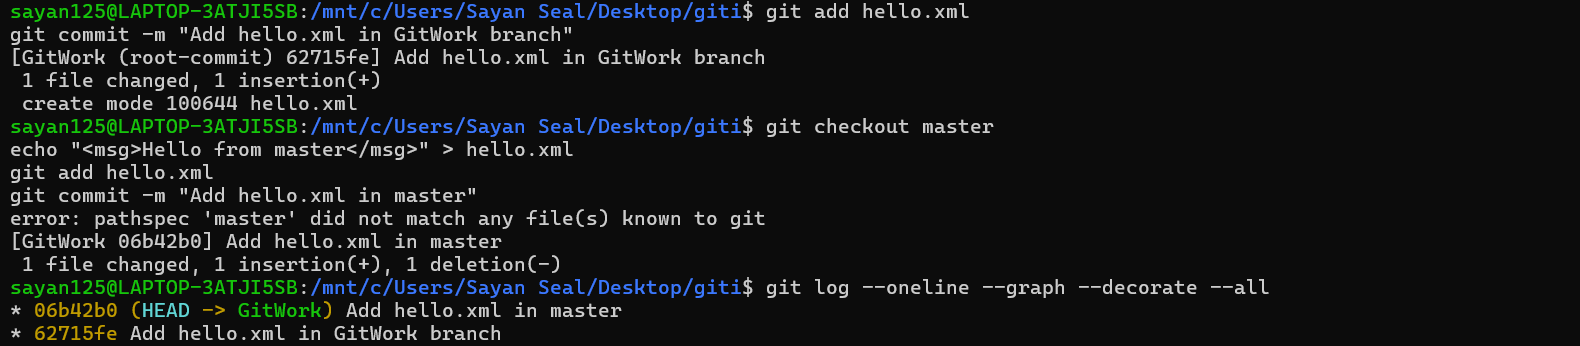 sayan125@LAPTOP-3ATJI5SB:/mnt/c/Users/Sayan Seal/Desktop/giti$ git add hello.xml
git commit -m "Add hello.xml in GitWork branch"
[GitWork (root-commit) 62715fe] Add hello.xml in GitWork branch
 1 file changed, 1 insertion(+)
 create mode 100644 hello.xml
sayan125@LAPTOP-3ATJI5SB:/mnt/c/Users/Sayan Seal/Desktop/giti$ git checkout master
echo "<msg>Hello from master</msg>" > hello.xml
git add hello.xml
git commit -m "Add hello.xml in master"
error: pathspec 'master' did not match any file(s) known to git
[GitWork 06b42b0] Add hello.xml in master
 1 file changed, 1 insertion(+), 1 deletion(-)
sayan125@LAPTOP-3ATJI5SB:/mnt/c/Users/Sayan Seal/Desktop/giti$ git log --oneline --graph --decorate --all
* 06b42b0 (HEAD -> GitWork) Add hello.xml in master
* 62715fe Add hello.xml in GitWork branch